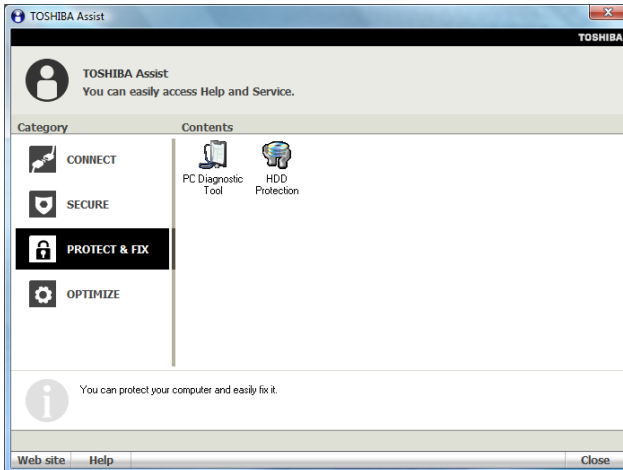 TOSHIBA Assist
TOSHIBA
TOSHIBA Assist
You can easily access Help and Service.
Category
Contents
CONNECT
SECURE
PROTECT & FIX
OPTIMIZE
PC Diagnostic
Tool
HDD
Protection
You can protect your computer and easily fix it.
Web site
Help
Close